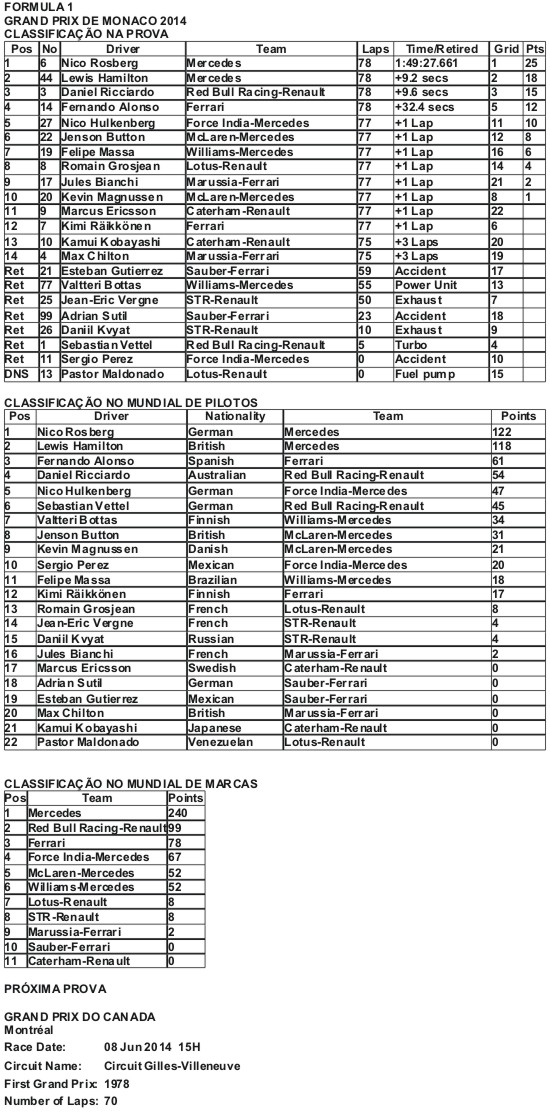 FORMULA 1
GRAND PRIX DE MONACO 2014
CLASSIFICAÇÃO NA PROVA
Pos No Driver Team Laps Time/Retired Grid Pts
1 6 Nico Rosberg Mercedes 78 1:49:27.661 1 25
2 44 Lewis Hamilton Mercedes 78 +9.2 secs 2 18
3 3 Daniel Ricciardo Red Bull Racing-Renault 78 +9.6 secs 3 15
4 14 Fernando Alonso Ferrari 78 +32.4 secs 5 12
5 27 Nico Hulkenberg Force India-Mercedes 77 +1 Lap 11 10
6 22 Jenson Button McLaren-Mercedes 77 +1 Lap 12 8
7 19 Felipe Massa Williams-Mercedes 77 +1 Lap 16 6
8 8 Romain Grosjean Lotus-Renault 77 +1 Lap 14 4
9 17 Jules Bianchi Marussia-Ferrari 77 +1 Lap 21 2
10 20 Kevin Magnussen McLaren-Mercedes 77 +1 Lap 8 1
11 9 Marcus Ericsson Caterham-Renault 77 +1 Lap 22
12 7 Kimi Räikkönen Ferrari 77 +1 Lap 6
13 10 Kamui Kobayashi Caterham-Renault 75 +3 Laps 20
14 4 Max Chilton Marussia-Ferrari 75 +3 Laps 19
Ret 21 Esteban Gutierrez Sauber-Ferrari 59 Accident 17
Ret 77 Valtteri Bottas Williams-Mercedes 55 Power Unit 13
Ret 25 Jean-Eric Vergne STR-Renault 50 Exhaust 7
Ret 99 Adrian Sutil Sauber-Ferrari 23 Accident 18
Ret 26 Daniil Kvyat STR-Renault 10 Exhaust 9
Ret 1 Sebastian Vettel Red Bull Racing-Renault 5 Turbo 4
Ret 11 Sergio Perez Force India-Mercedes 0 Accident 10
DNS 13 Pastor Maldonado Lotus-Renault 0 Fuel pump 15
CLASSIFICAÇÃO NO MUNDIAL DE PILOTOS
Pos Driver Nationality Team Points
1 Nico Rosberg German Mercedes 122
2 Lewis Hamilton British Mercedes 118
3 Fernando Alonso Spanish Ferrari 61
4 Daniel Ricciardo Australian Red Bull Racing-Renault 54
5 Nico Hulkenberg German Force India-Mercedes 47
6 Sebastian Vettel German Red Bull Racing-Renault 45
7 Valtteri Bottas Finnish Williams-Mercedes 34
8 Jenson Button British McLaren-Mercedes 31
9 Kevin Magnussen Danish McLaren-Mercedes 21
10 Sergio Perez Mexican Force India-Mercedes 20
11 Felipe Massa Brazilian Williams-Mercedes 18
12 Kimi Räikkönen Finnish Ferrari 17
13 Romain Grosjean French Lotus-Renault 8
14 Jean-Eric Vergne French STR-Renault 4
15 Daniil Kvyat Russian STR-Renault 4
16 Jules Bianchi French Marussia-Ferrari 2
17 Marcus Ericsson Swedish Caterham-Renault 0
18 Adrian Sutil German Sauber-Ferrari 0
19 Esteban Gutierrez Mexican Sauber-Ferrari 0
20 Max Chilton British Marussia-Ferrari 0
21 Kamui Kobayashi Japanese Caterham-Renault 0
22 Pastor Maldonado Venezuelan Lotus-Renault 0
CLASSIFICAÇÃO NO MUNDIAL DE MARCAS
Pos Team Points
1 Mercedes 240
2 Red Bull Racing-Renault 99
3 Ferrari 78
4 Force India-Mercedes 67
5 McLaren-Mercedes 52
6 Williams-Mercedes 52
7 Lotus-Renault 8
8 STR-Renault 8
9 Marussia-Ferrari 2
10 Sauber-Ferrari 0
11 Caterham-Renault 0
PRÓXIMA PROVA
GRAND PRIX DO CANADA
Montréal
Race Date: 08 Jun 2014 15H
Circuit Name: Circuit Gilles-Villeneuve
First Grand Prix: 1978
Number of Laps: 70